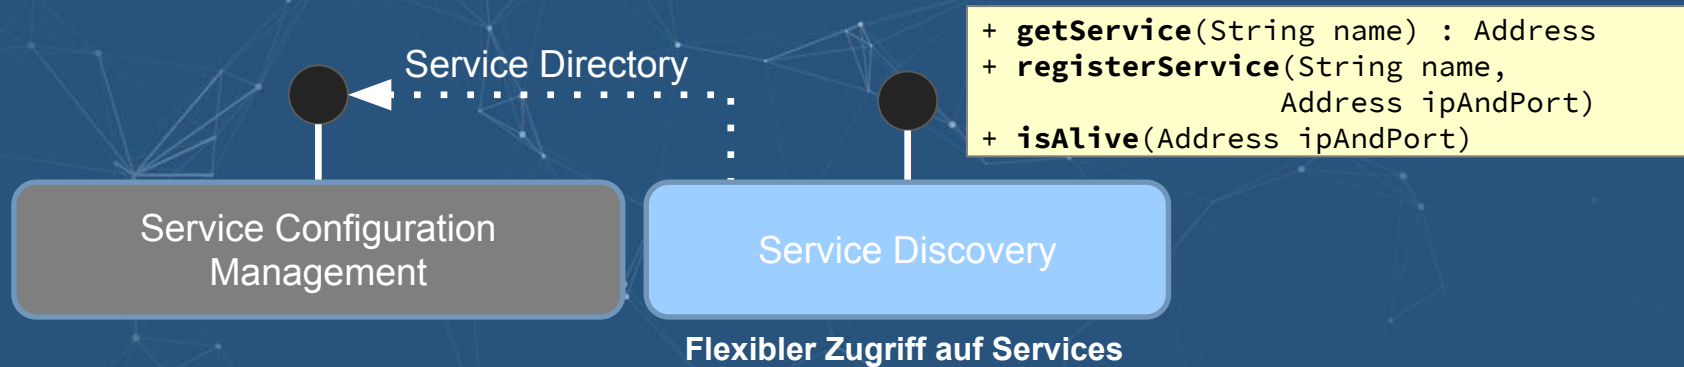 Service Directory
+ getService(String name) : Address
+ registerService(String name,
Address ipAndPort)
+ isAlive(Address ipAndPort)
Service Configuration
Management
Service Discovery
Flexibler Zugriff auf Services